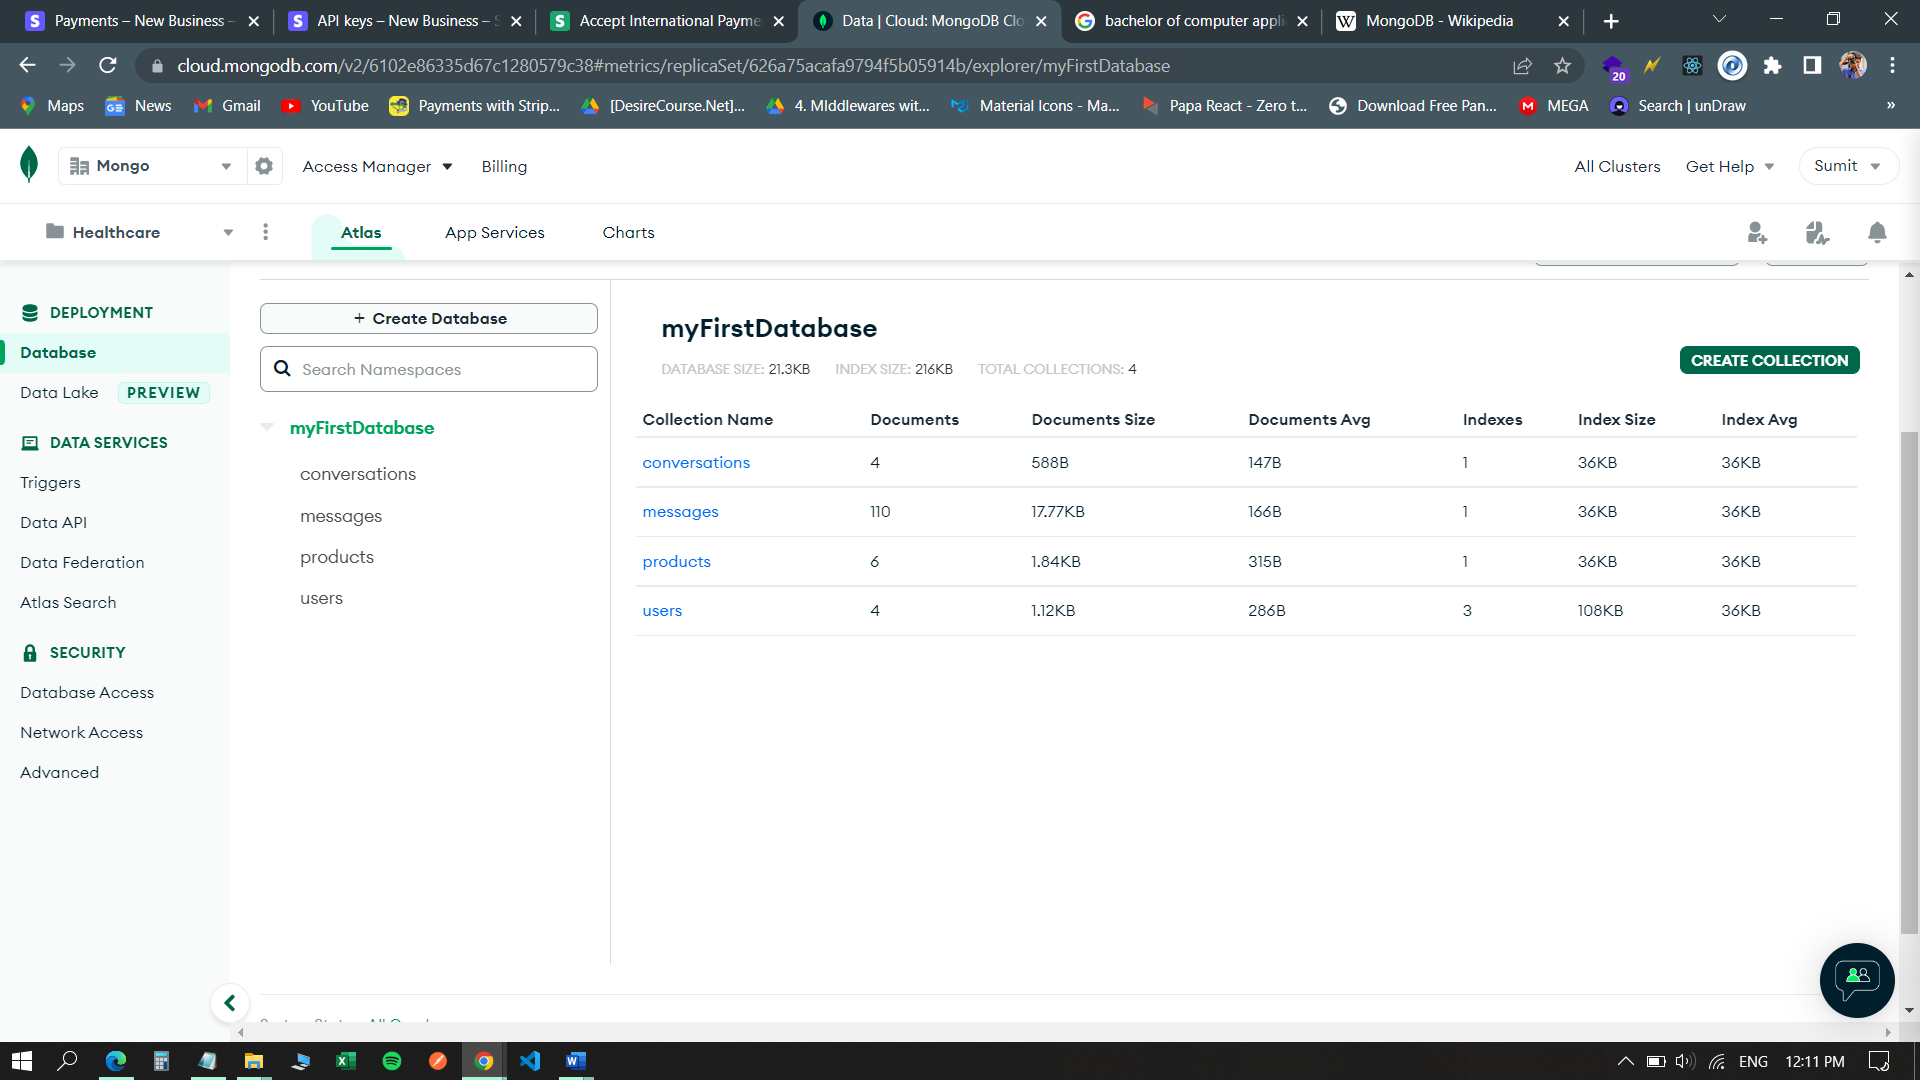 Payments – New Business –
API keys – New Business – S
Accept International Payme
Data | Cloud: MongoDB Clo
bachelor of computer appli
W MongoDB - Wikipedia
cloud.mongodb.com/v2/6102e86335d67c1280579c38#metrics/replicaSet/626a75acafa9794f5b05914b/explorer/myFirstDatabase
20
Maps
News
Gmail
YouTube
Payments with Strip...
[DesireCourse.Net]...
4. MIddlewares wit...
Material Icons - Ma...
Papa React - Zero t...
Download Free Pan...
MEGA
Search | unDraw
»
Mongo
Access Manager
Billing
All Clusters
Get Help
Sumit
Healthcare
Atlas
App Services
Charts
DEPLOYMENT
Database
Data Lake PREVIEW
DATA SERVICES
Triggers
Data API
Data Federation
Atlas Search
SECURITY
Database Access
Network Access
Advanced
+ Create Database
Search Namespaces
myFirstDatabase
conversations
messages
products
users
myFirstDatabase
DATABASE SIZE: 21.3KB INDEX SIZE: 216KB TOTAL COLLECTIONS: 4
CREATE COLLECTION
Collection Name Documents Documents Size Documents Avg Indexes Index Size Index Avg
conversations 4 588B 147B 1 36KB 36KB
messages 110 17.77KB 166B 1 36KB 36KB
products 6 1.84KB 315B 1 36KB 36KB
users 4 1.12KB 286B 3 108KB 36KB
ENG 12:11 PM